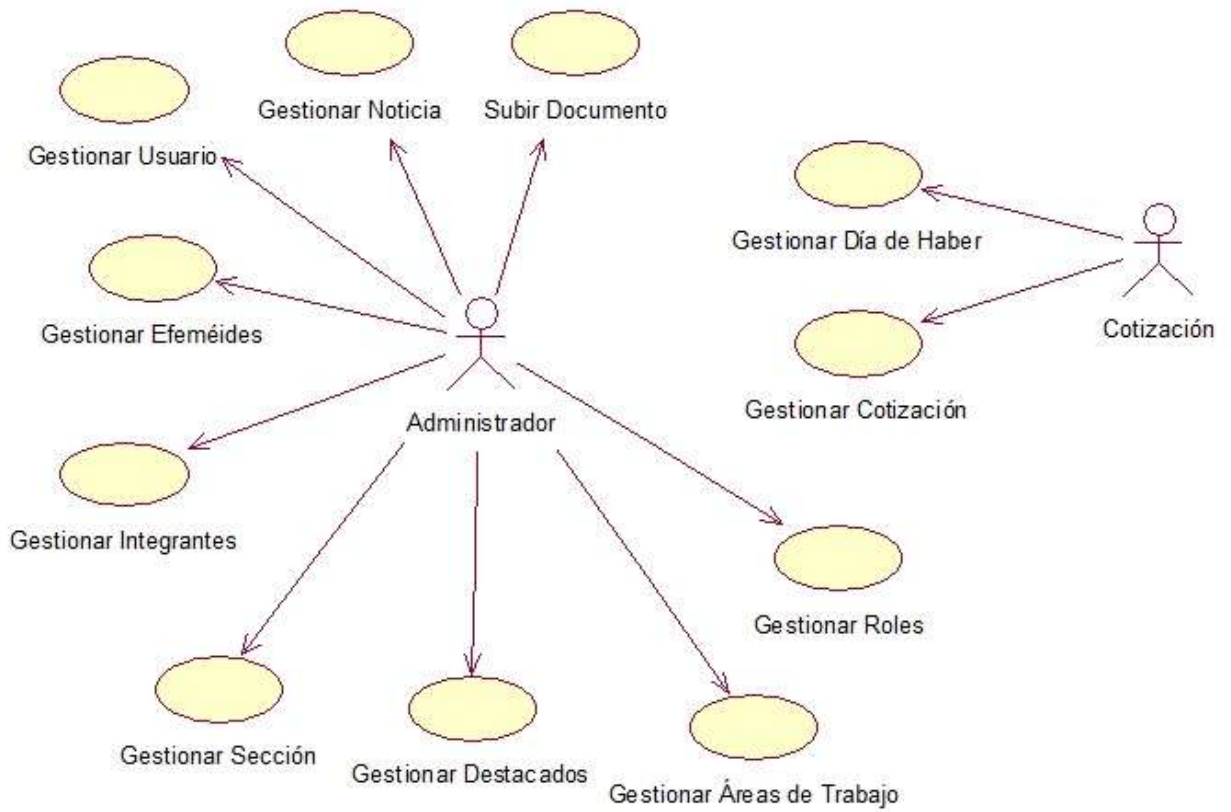 Gestionar Noticia
Subir Documento
Gestionar Usuario
Gestionar Día de Haber
Gestionar Efeméides
Cotización
Gestionar Cotización
Administrador
Gestionar Integrantes
Gestionar Roles
Gestionar Sección
Gestionar Destacados
Gestionar Áreas de Trabajo